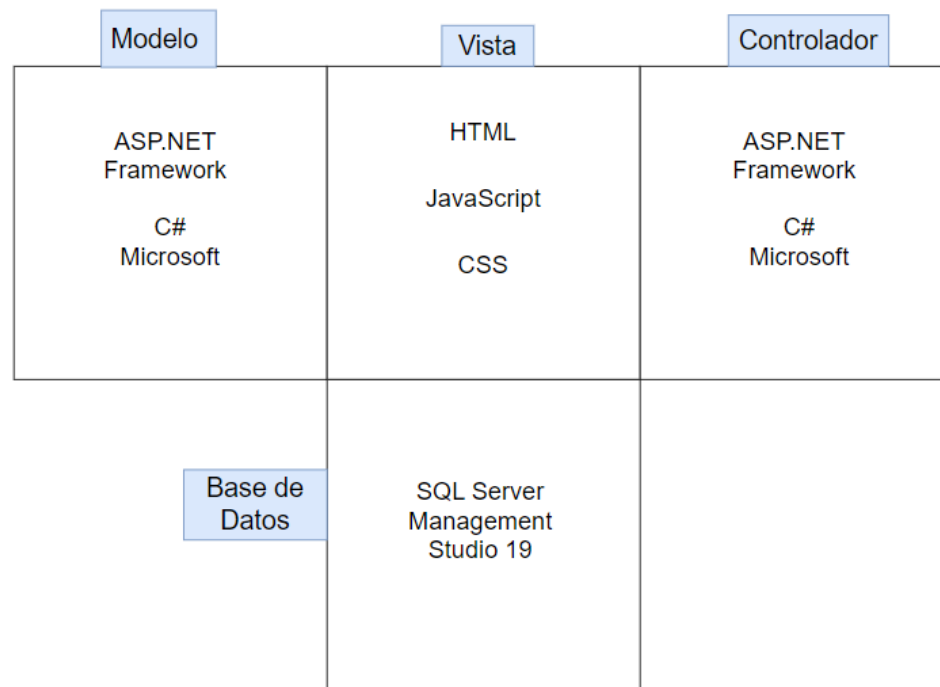 Modelo
Vista
Controlador
ASP.NET
Framework
C#
Microsoft
HTML
JavaScript
CSS
ASP.NET
Framework
C#
Microsoft
Base de
Datos
SQL Server
Management
Studio 19